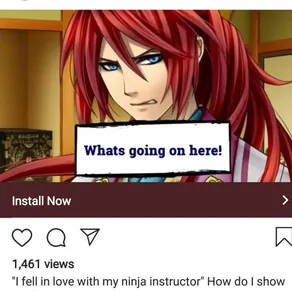 Whats going on here!
Install Now
1,461 views
"I fell in love with my ninja instructor" How do I show